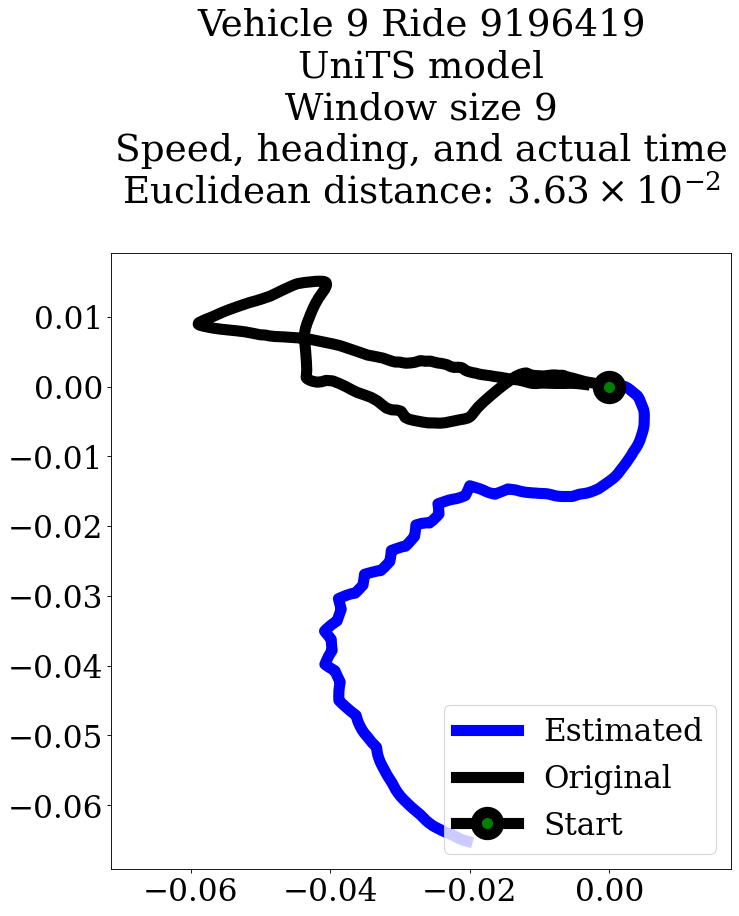 Vehicle 9 Ride 9196419
UniTS model
Window size 9
Speed, heading, and actual time
Euclidean distance: 3.63 × 10⁻²
0.01
0.00
−0.01
−0.02
−0.03
−0.04
−0.05
−0.06
Estimated
Original
Start
−0.06 −0.04 −0.02 0.00